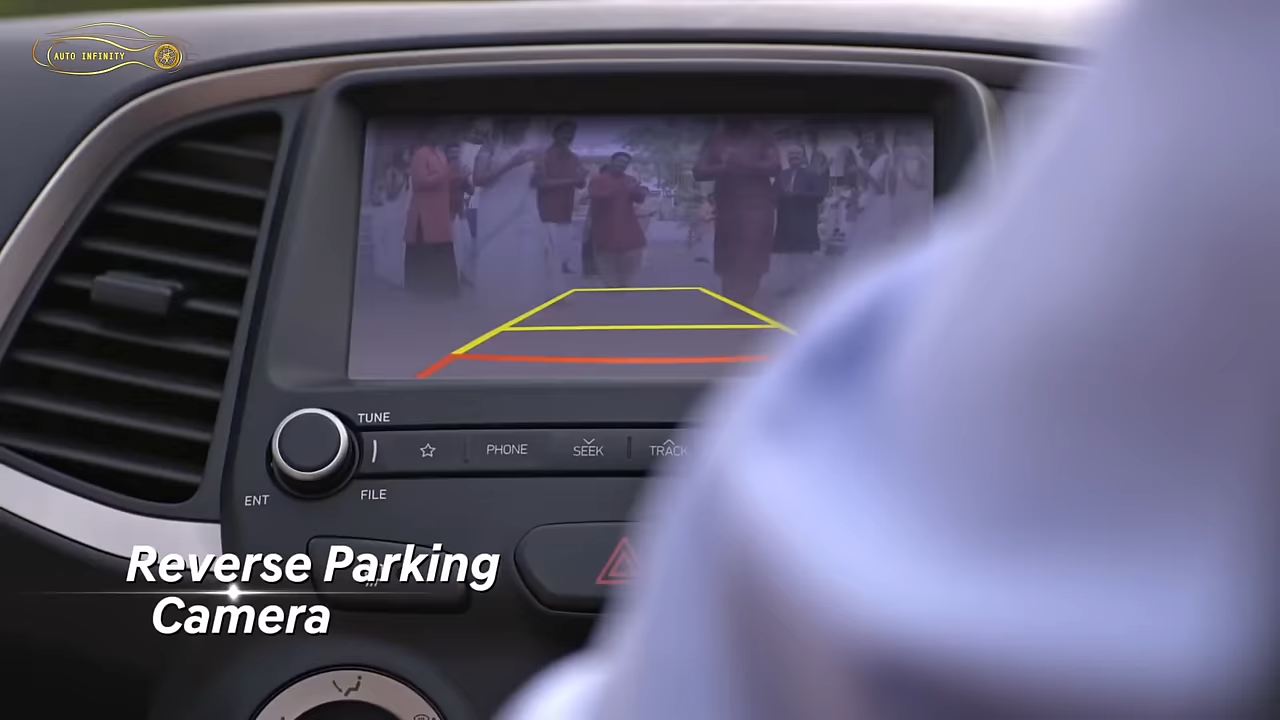 AUTO INFINITY
TUNE
PHONE
SEEK
TRACK
ENT
FILE
Reverse Parking
Camera